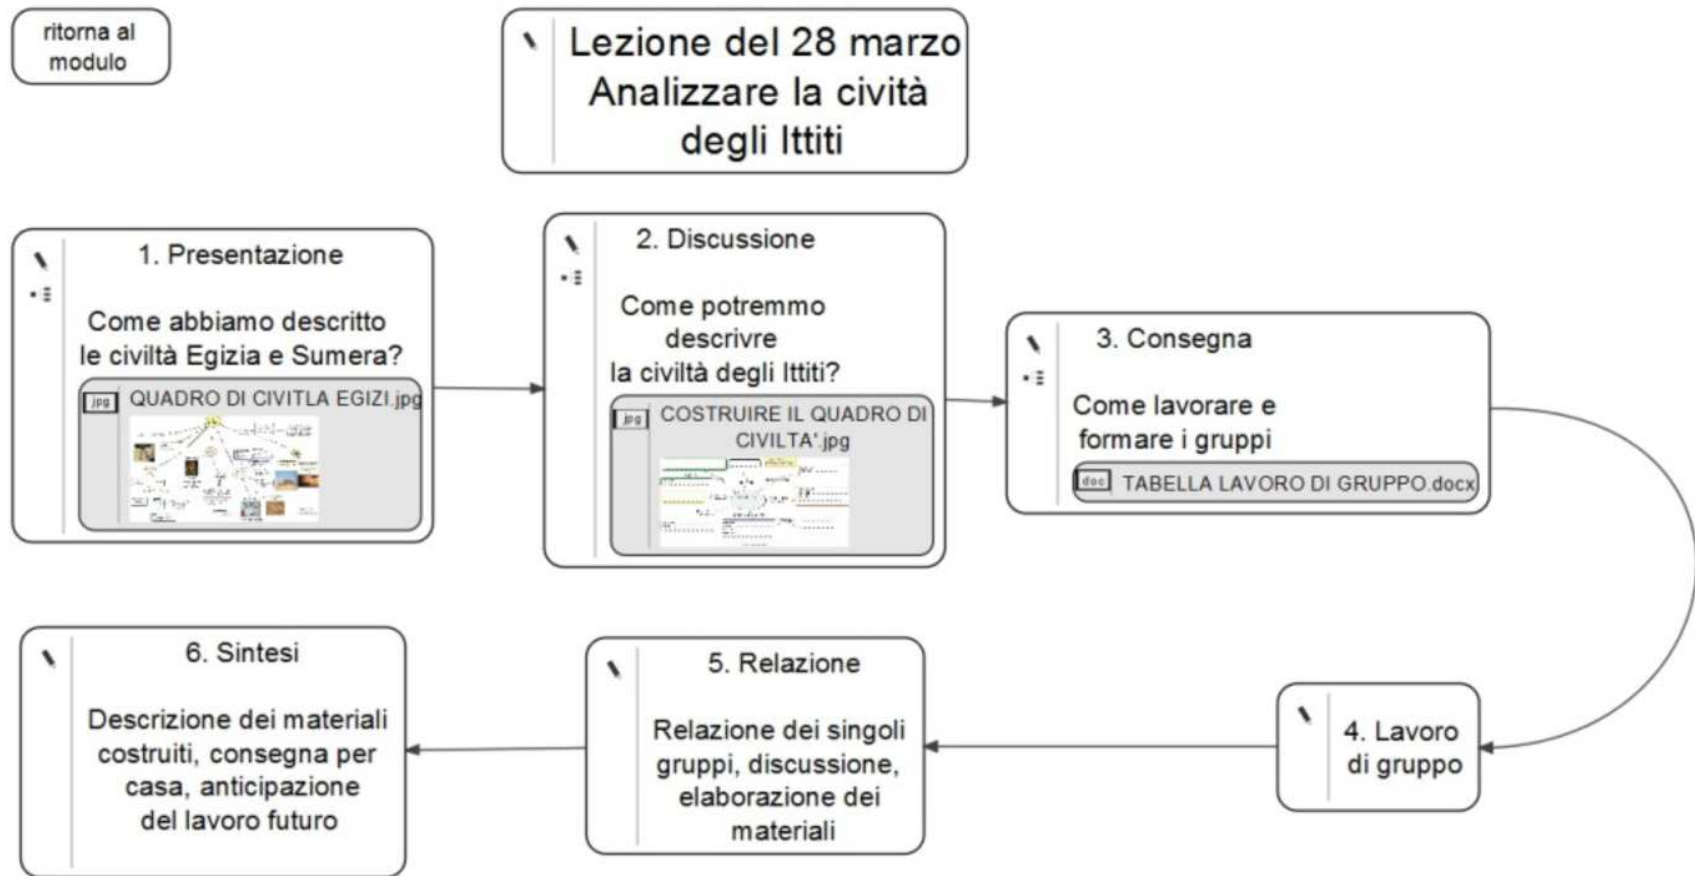 ritorna al
modulo
Lezione del 28 marzo
Analizzare la cività
degli Ittiti
1. Presentazione
Come abbiamo descritto
le civiltà Egizia e Sumera?
jpg
QUADRO DI CIVITLA EGIZI.jpg
2. Discussione
Come potremmo
descrivre
la civiltà degli Ittiti?
jpg
COSTRUIRE IL QUADRO DI
CIVILTA'.jpg
3. Consegna
Come lavorare e
formare i gruppi
doc
TABELLA LAVORO DI GRUPPO.docx
4. Lavoro
di gruppo
5. Relazione
Relazione dei singoli
gruppi, discussione,
elaborazione dei
materiali
6. Sintesi
Descrizione dei materiali
costruiti, consegna per
casa, anticipazione
del lavoro futuro